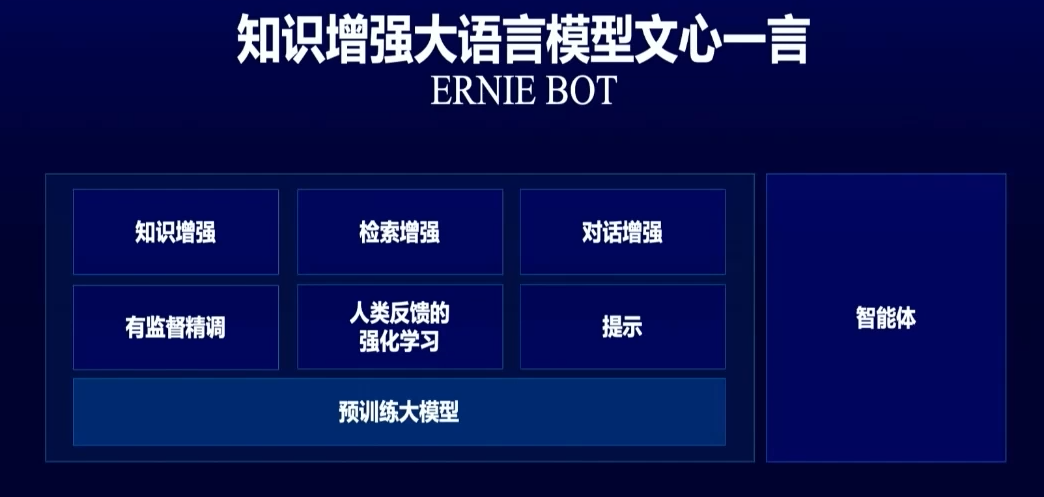 知识增强大语言模型文心一言
ERNIE BOT
知识增强
检索增强
对话增强
有监督精调
人类反馈的
强化学习
提示
预训练大模型
智能体